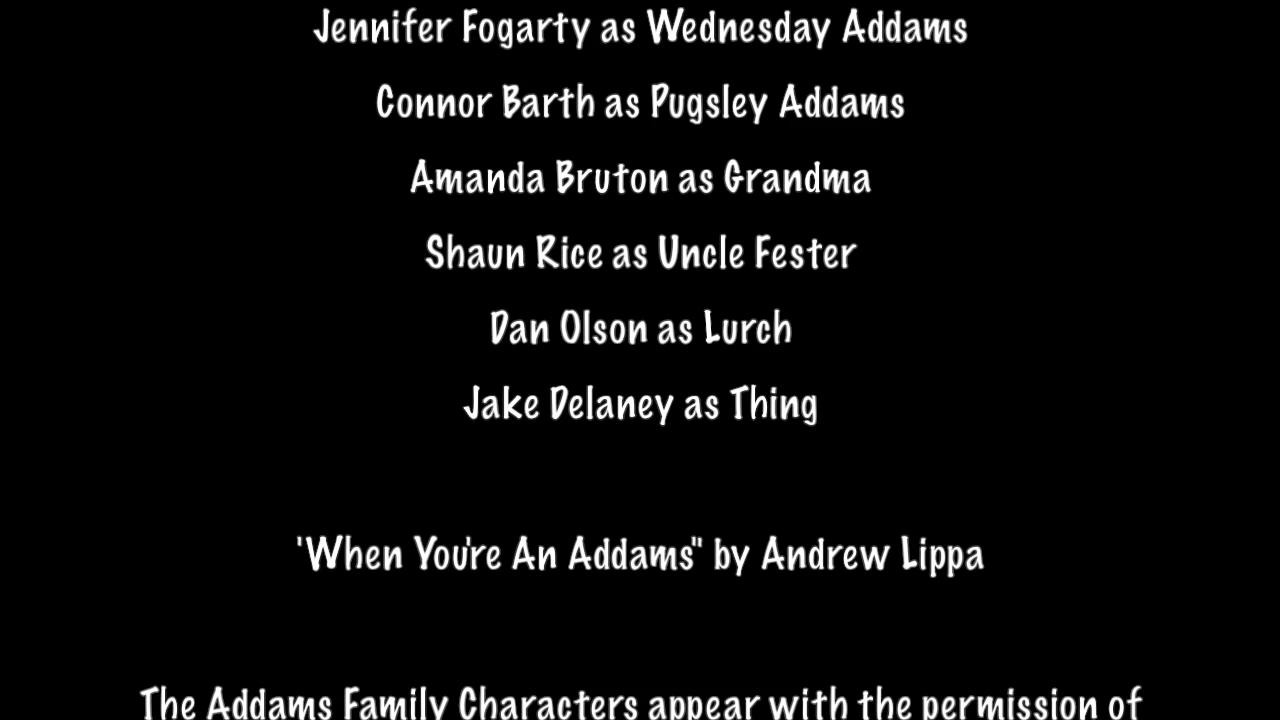 Jennifer Fogarty as Wednesday Addams
Connor Barth as Pugsley Addams
Amanda Bruton as Grandma
Shaun Rice as Uncle Fester
Dan Olson as Lurch
Jake Delaney as Thing
'When You're An Addams" by Andrew Lippa
The Addams Family Characters appear with the permission of